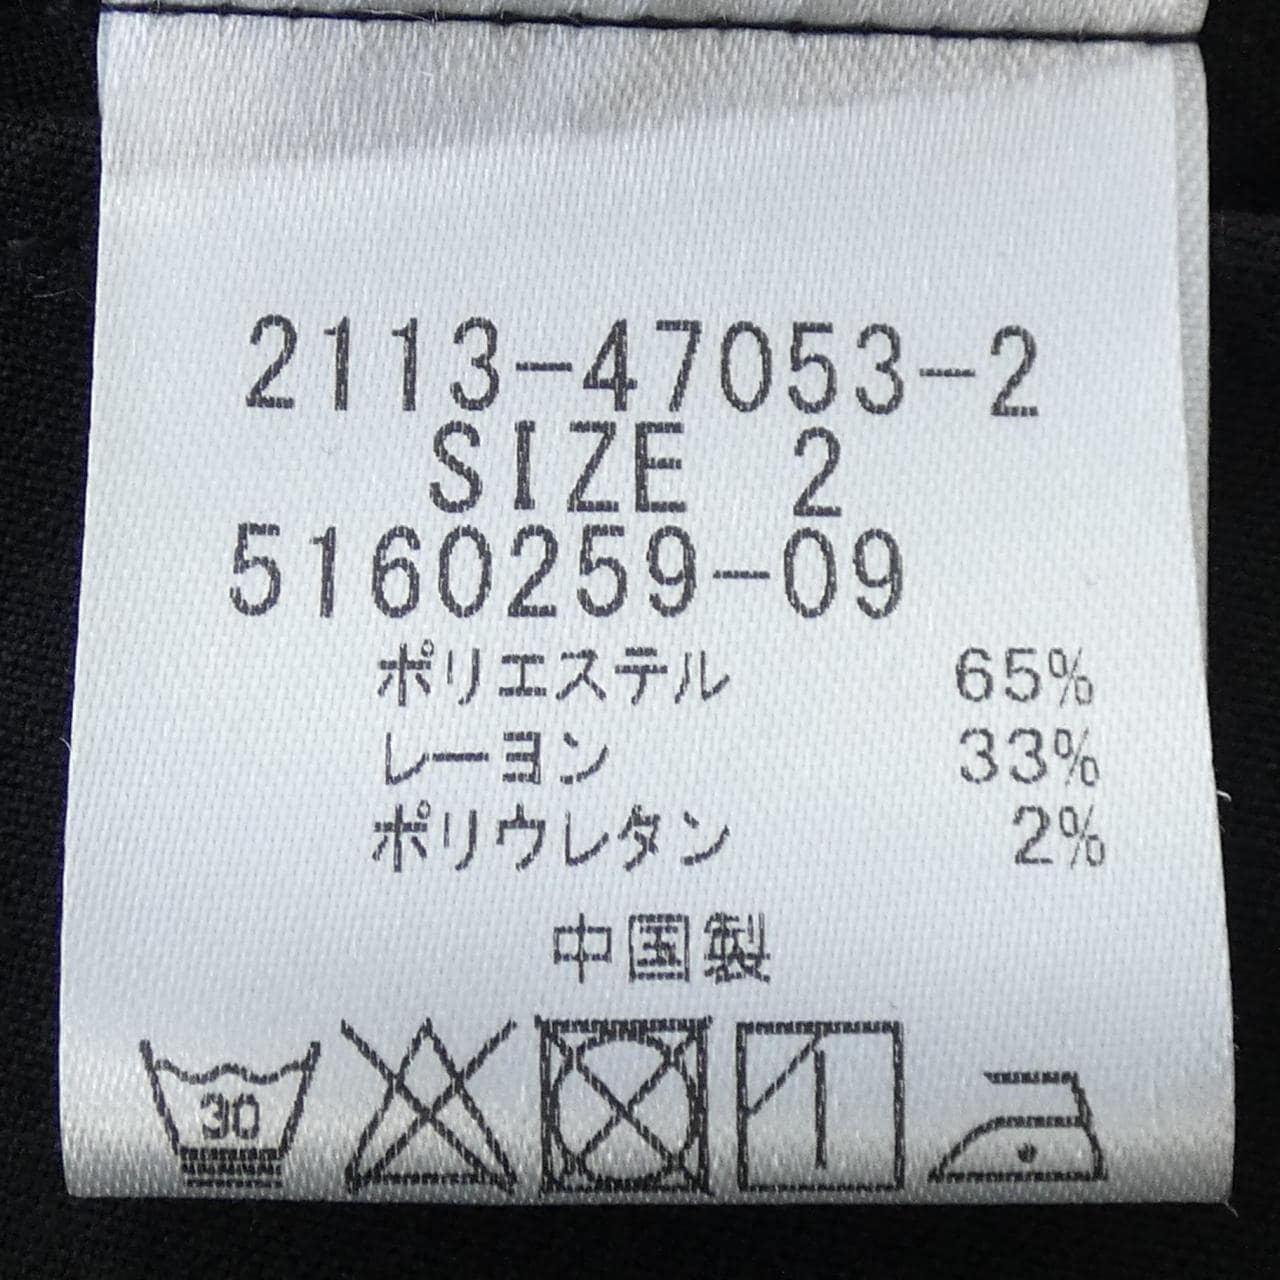 2113-47053-2
SIZE 2
5160259-09
ポリエステル 65%
レーヨン 33%
ポリウレタン 2%
中国製
30